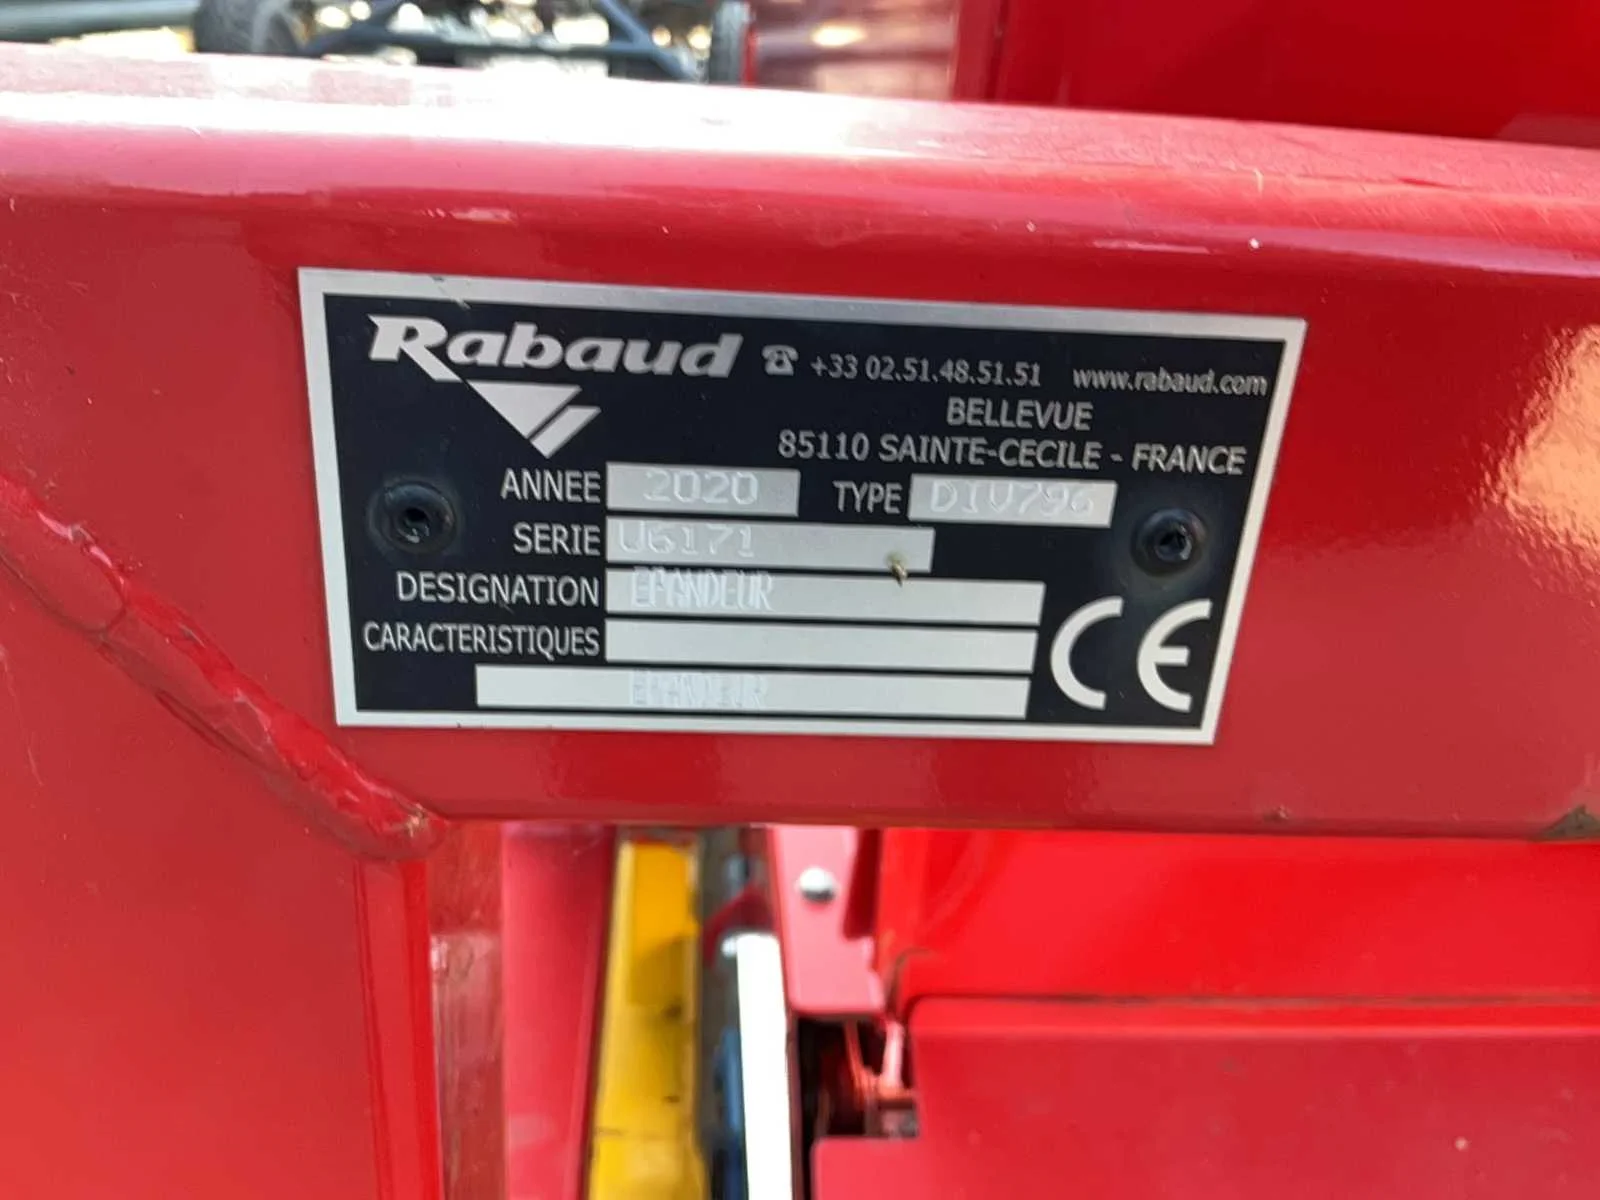 Rabaud ☎ +33 02.51.48.51.51 www.rabaud.com
BELLEVUE
85110 SAINTE-CECILE - FRANCE
ANNEE 2020 TYPE DIV796
SERIE U6171
DESIGNATION EPANDEUR
CARACTERISTIQUES
EPANDEUR
CE